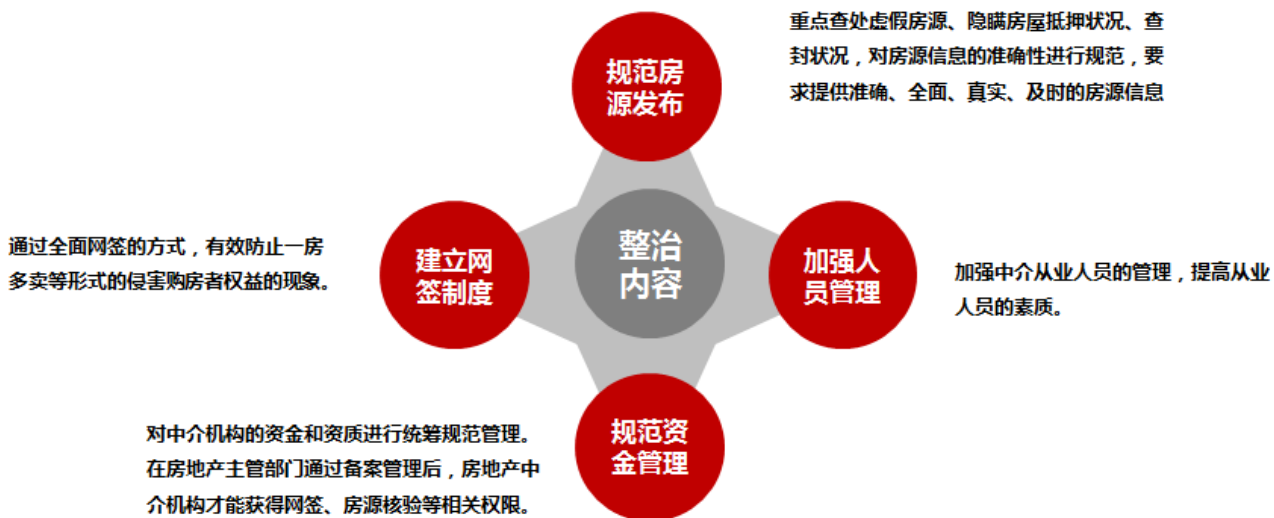 规范房
源发布
重点查处虚假房源、隐瞒房屋抵押状况、查
封状况，对房源信息的准确性进行规范，要
求提供准确、全面、真实、及时的房源信息
通过全面网签的方式，有效防止一房
多卖等形式的侵害购房者权益的现象。
建立网
签制度
整治
内容
加强人
员管理
加强中介从业人员的管理，提高从业
人员的素质。
对中介机构的资金和资质进行统筹规范管理。
在房地产主管部门通过备案管理后，房地产中
介机构才能获得网签、房源核验等相关权限。
规范资
金管理